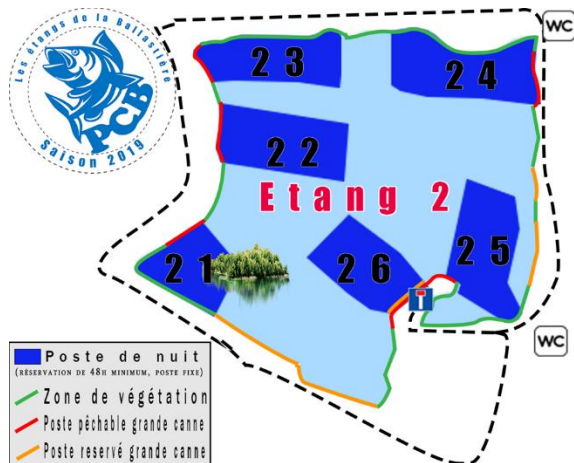 Les étangs de la Ballastière
PCB
Saison 2019
WC
23
24
22
Etang 2
25
21
26
WC
Poste de nuit
(RÉSERVATION DE 48H MINIMUM, POSTE FIXE)
Zone de végétation
Poste pêchable grande canne
Poste reservé grande canne